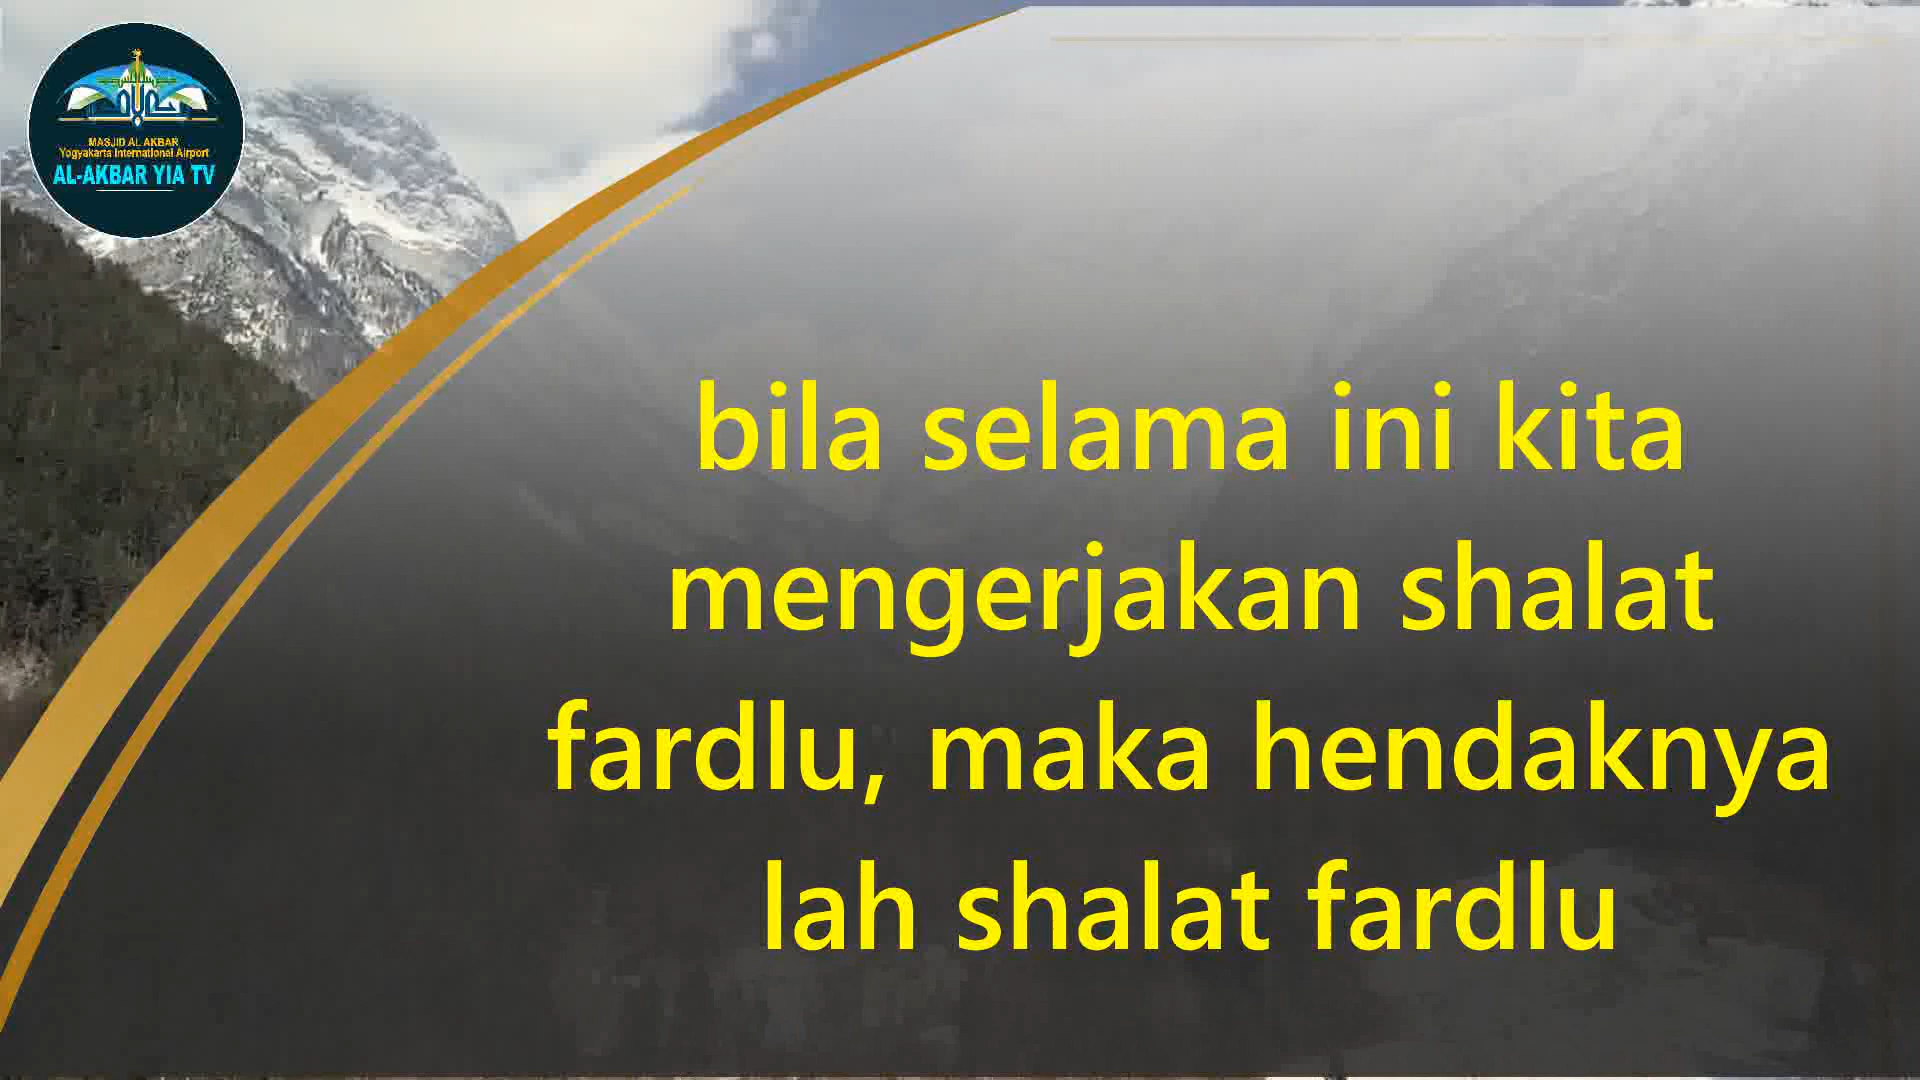 MASJID AL AKBAR
Yogyakarta International Airport
AL-AKBAR YIA TV
bila selama ini kita
mengerjakan shalat
fardlu, maka hendaknya
lah shalat fardlu